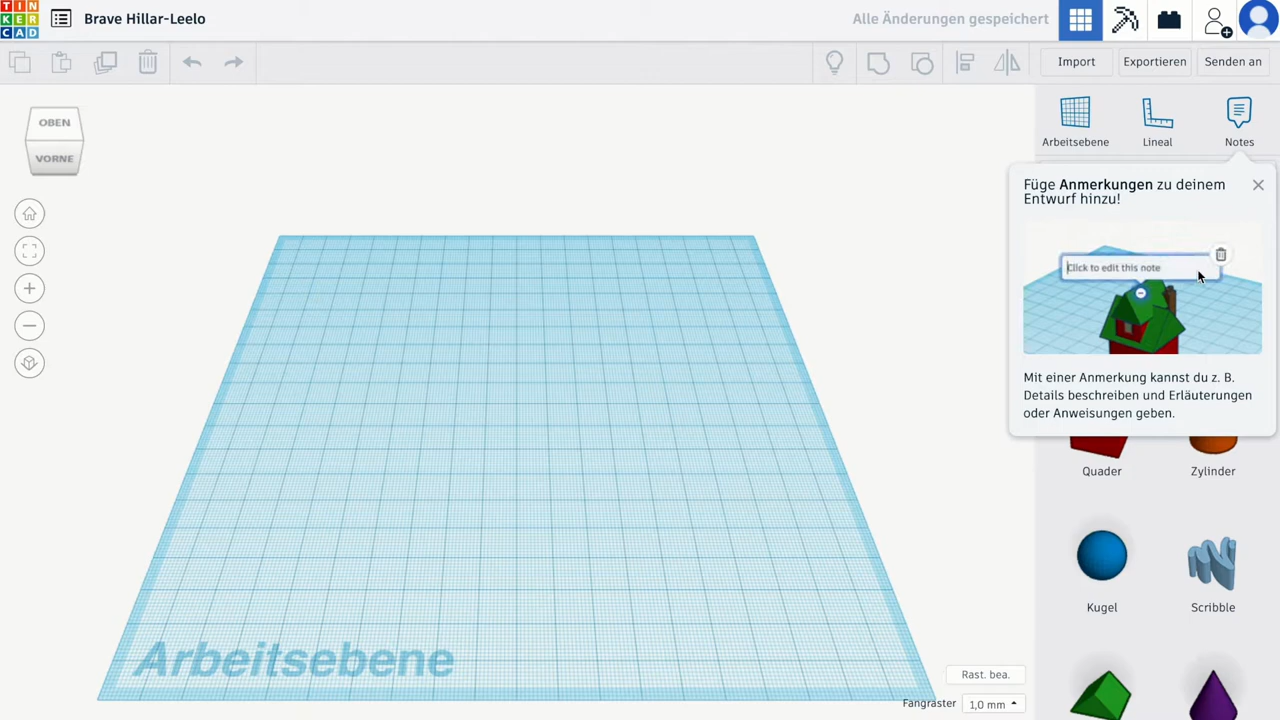 TIN
KER
CAD
Brave Hillar-Leelo
Alle Änderungen gespeichert
Import
Exportieren
Senden an
OBEN
VORNE
Arbeitsebene
Lineal
Notes
Füge Anmerkungen zu deinem
Entwurf hinzu!
Click to edit this note
Mit einer Anmerkung kannst du z. B.
Details beschreiben und Erläuterungen
oder Anweisungen geben.
Quader
Zylinder
Kugel
Scribble
Arbeitsebene
Rast. bea.
Fangraster
1,0 mm